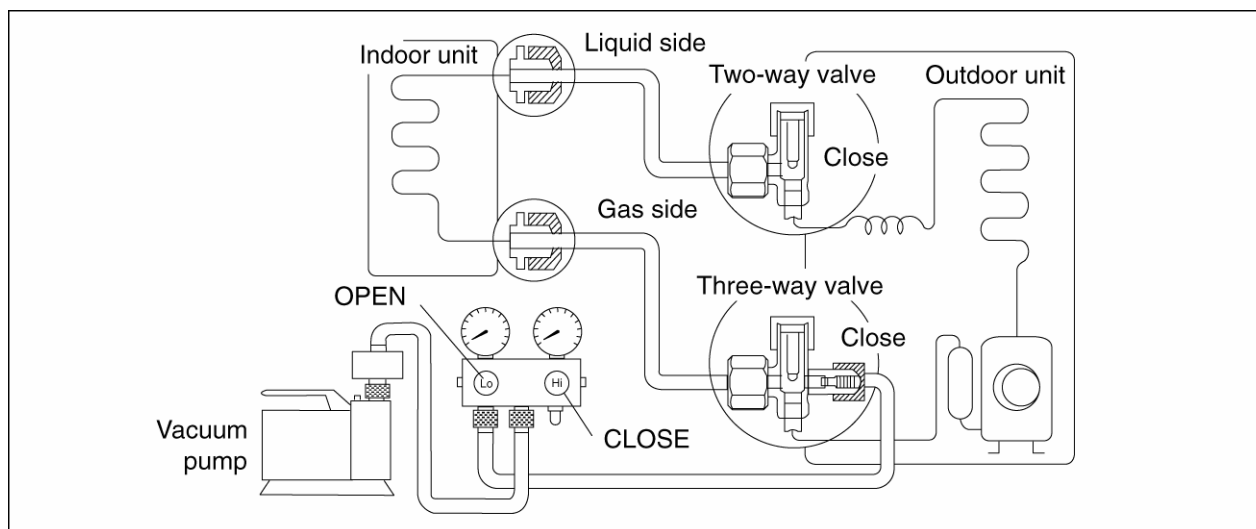 Indoor unit
Liquid side
Two-way valve
Outdoor unit
Close
Gas side
Three-way valve
OPEN
Close
Lo
Hi
CLOSE
Vacuum
pump